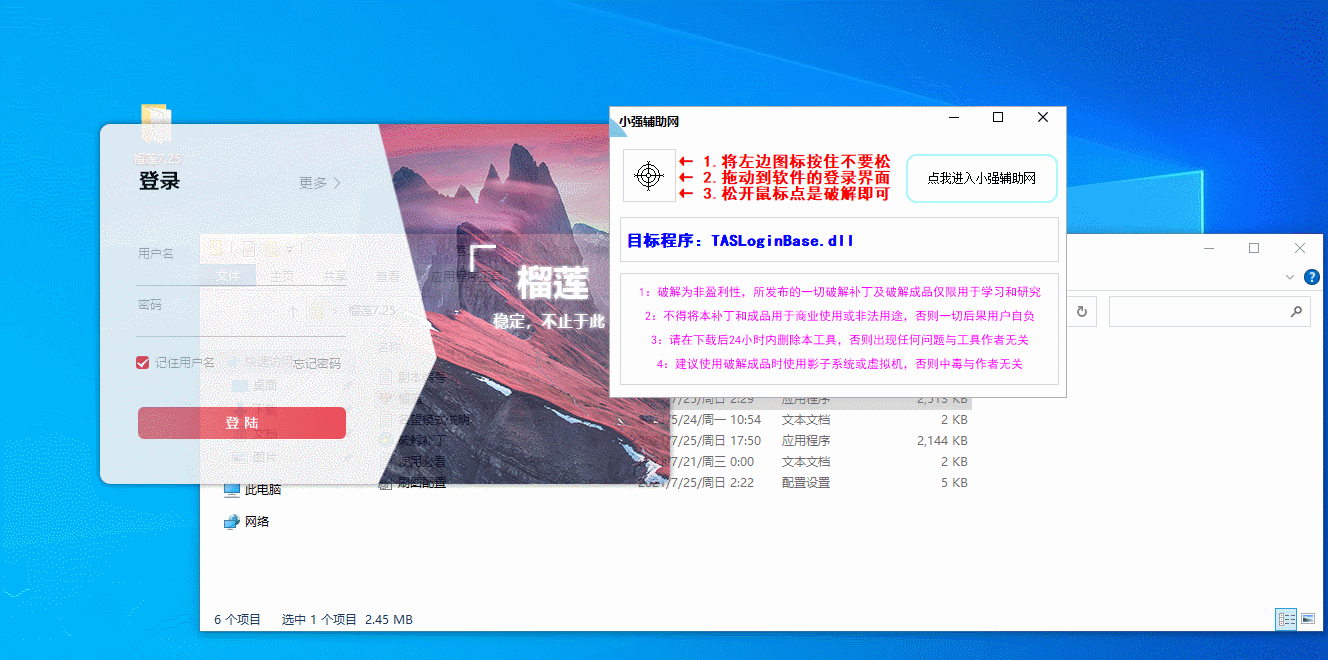 榴莲7.25
登录
更多
用户名
密码
记住用户名
忘记密码
登 陆
榴莲
稳定，不止于此
小强辅助网
← 1.将左边图标按住不要松
← 2.拖动到软件的登录界面
← 3.松开鼠标点是破解即可
点我进入小强辅助网
目标程序：TASLoginBase.dll
1：破解为非盈利性，所发布的一切破解补丁及破解成品仅限用于学习和研究
2：不得将本补丁和成品用于商业使用或非法用途，否则一切后果用户自负
3：请在下载后24小时内删除本工具，否则出现任何问题与工具作者无关
4：建议使用破解成品时使用影子系统或虚拟机，否则中毒与作者无关
文件
主页
共享
查看
应用程序工具
榴莲7.25
名称
快速访问
桌面
图片
此电脑
网络
应用程序
2,513 KB
5/24/周一 10:54
文本文档
2 KB
/7/25/周日 17:50
应用程序
2,144 KB
使用必看
/7/21/周三 0:00
文本文档
2 KB
刷图配置
/7/25/周日 2:22
配置设置
5 KB
6 个项目
选中 1 个项目
2.45 MB